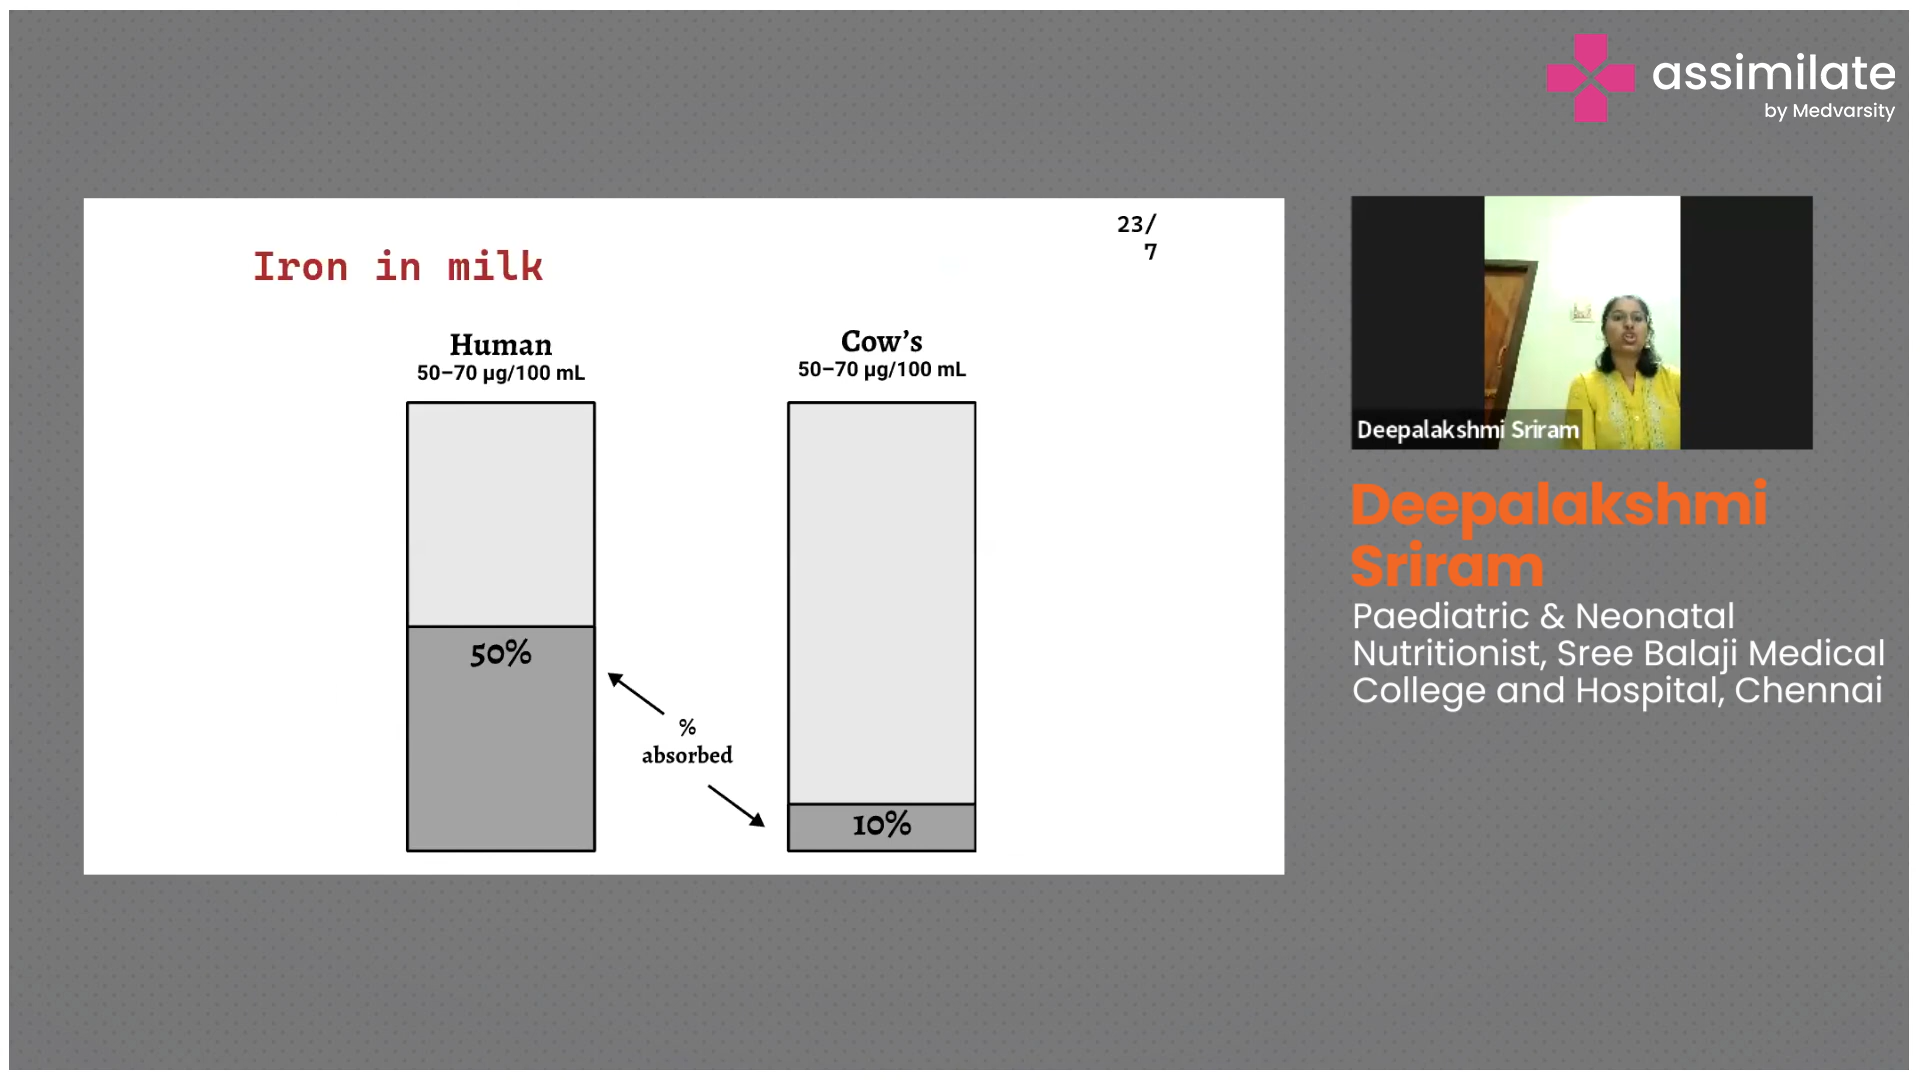 assimilate
by Medvarsity
23/
7
Iron in milk
Human
50–70 µg/100 mL
Cow's
50–70 µg/100 mL
50%
%
absorbed
10%
Deepalakshmi Sriram
Deepalakshmi
Sriram
Paediatric & Neonatal
Nutritionist, Sree Balaji Medical
College and Hospital, Chennai